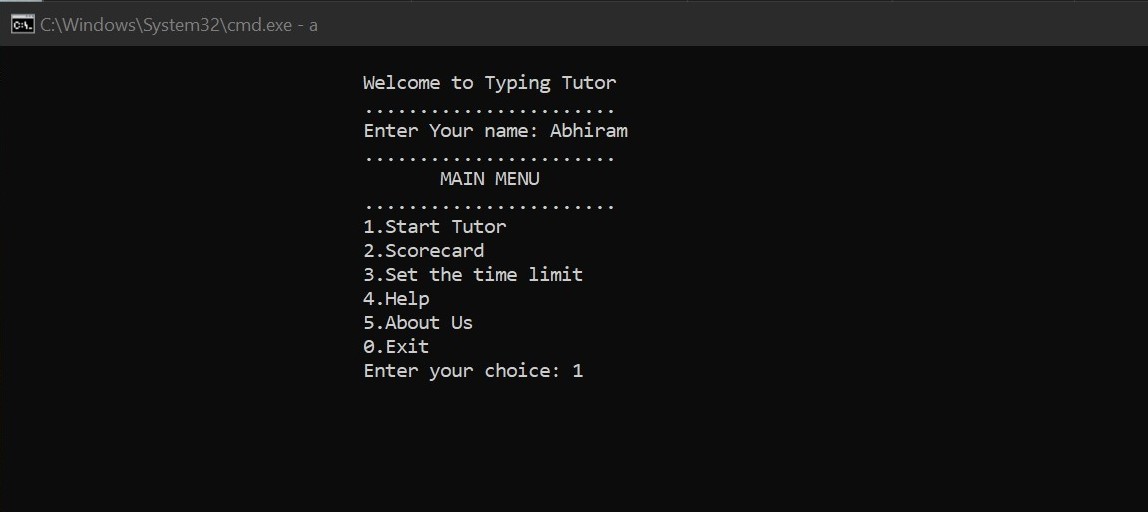 C:\Windows\System32\cmd.exe - a
Welcome to Typing Tutor
.......................
Enter Your name: Abhiram
.......................
MAIN MENU
.......................
1.Start Tutor
2.Scorecard
3.Set the time limit
4.Help
5.About Us
0.Exit
Enter your choice: 1